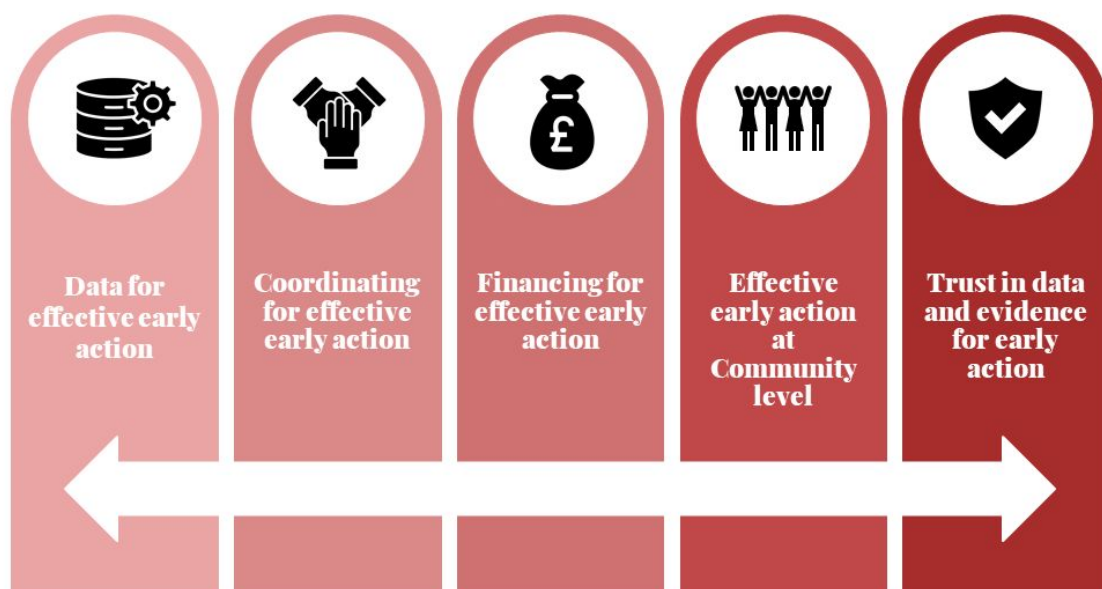 £
Data for
effective early
action
Coordinating
for effective
early action
Financing for
effective early
action
Effective
early action
at
Community
level
Trust in data
and evidence
for early
action